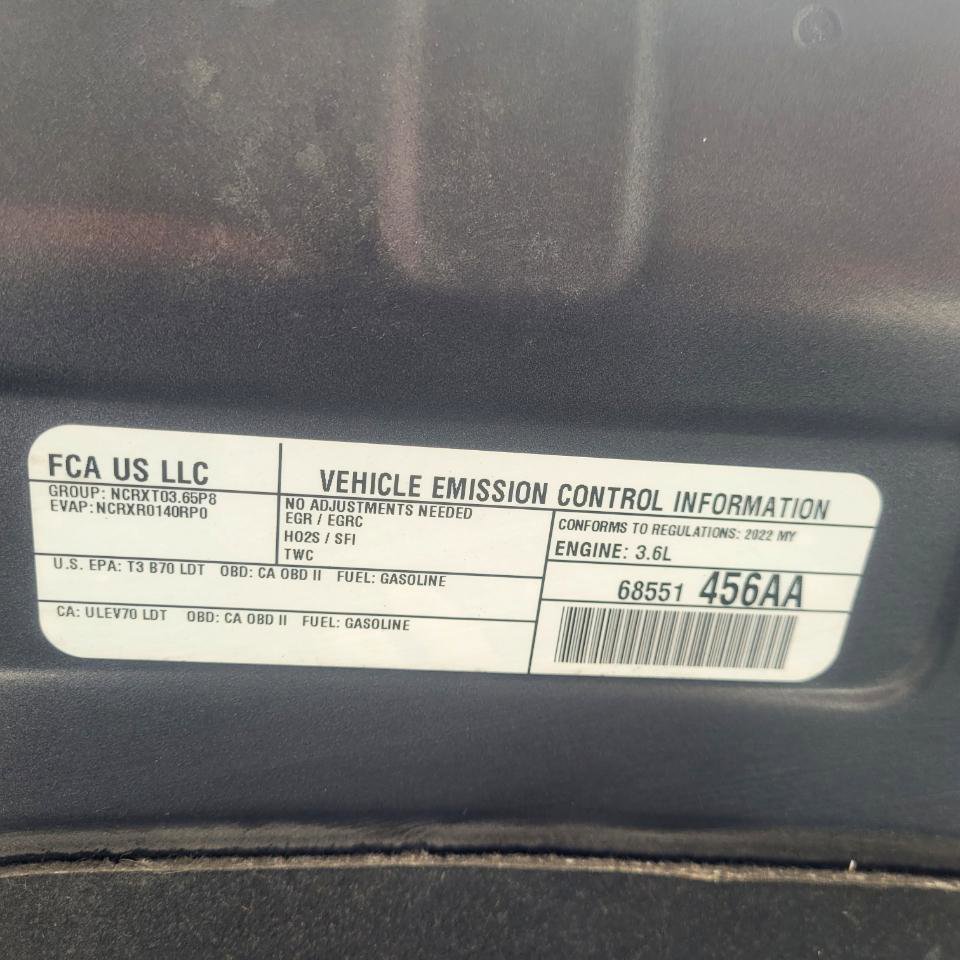 FCA US LLC
VEHICLE EMISSION CONTROL INFORMATION
GROUP: NCRXT03.65P8
EVAP:NCRXR0140RP0
NO ADJUSTMENTS NEEDED
EGR / EGRC
HO2S / SFI
TWC
CONFORMS TO REGULATIONS: 2022 MY
ENGINE: 3.6L
U.S. EPA: T3 B70 LDT OBD: CA OBD II FUEL: GASOLINE
68551 456AA
CA: ULEV70 LDT OBD: CA OBD II FUEL: GASOLINE